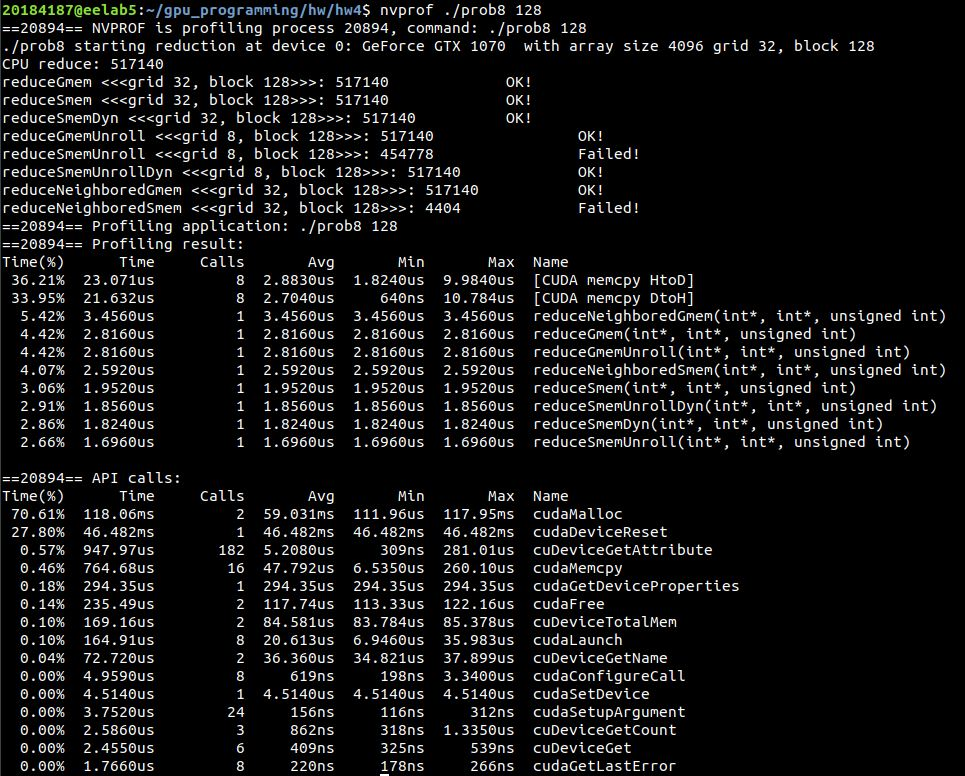 20184187@eelab5:~/gpu_programming/hw/hw4$ nvprof ./prob8 128
==20894== NVPROF is profiling process 20894, command: ./prob8 128
./prob8 starting reduction at device 0: GeForce GTX 1070  with array size 4096 grid 32, block 128
CPU reduce: 517140
reduceGmem <<<grid 32, block 128>>>: 517140             OK!
reduceSmem <<<grid 32, block 128>>>: 517140             OK!
reduceSmemDyn <<<grid 32, block 128>>>: 517140          OK!
reduceGmemUnroll <<<grid 8, block 128>>>: 517140                OK!
reduceSmemUnroll <<<grid 8, block 128>>>: 454778                Failed!
reduceSmemUnrollDyn <<<grid 8, block 128>>>: 517140             OK!
reduceNeighboredGmem <<<grid 32, block 128>>>: 517140           OK!
reduceNeighboredSmem <<<grid 32, block 128>>>: 4404             Failed!
==20894== Profiling application: ./prob8 128
==20894== Profiling result:
Time(%)      Time     Calls       Avg       Min       Max  Name
 36.21%  23.071us         8  2.8830us  1.8240us  9.9840us  [CUDA memcpy HtoD]
 33.95%  21.632us         8  2.7040us     640ns  10.784us  [CUDA memcpy DtoH]
  5.42%  3.4560us         1  3.4560us  3.4560us  3.4560us  reduceNeighboredGmem(int*, int*, unsigned int)
  4.42%  2.8160us         1  2.8160us  2.8160us  2.8160us  reduceGmem(int*, int*, unsigned int)
  4.42%  2.8160us         1  2.8160us  2.8160us  2.8160us  reduceGmemUnroll(int*, int*, unsigned int)
  4.07%  2.5920us         1  2.5920us  2.5920us  2.5920us  reduceNeighboredSmem(int*, int*, unsigned int)
  3.06%  1.9520us         1  1.9520us  1.9520us  1.9520us  reduceSmem(int*, int*, unsigned int)
  2.91%  1.8560us         1  1.8560us  1.8560us  1.8560us  reduceSmemUnrollDyn(int*, int*, unsigned int)
  2.86%  1.8240us         1  1.8240us  1.8240us  1.8240us  reduceSmemDyn(int*, int*, unsigned int)
  2.66%  1.6960us         1  1.6960us  1.6960us  1.6960us  reduceSmemUnroll(int*, int*, unsigned int)

==20894== API calls:
Time(%)      Time     Calls       Avg       Min       Max  Name
 70.61%  118.06ms         2  59.031ms  111.96us  117.95ms  cudaMalloc
 27.80%  46.482ms         1  46.482ms  46.482ms  46.482ms  cudaDeviceReset
  0.57%  947.97us       182  5.2080us     309ns  281.01us  cuDeviceGetAttribute
  0.46%  764.68us        16  47.792us  6.5350us  260.10us  cudaMemcpy
  0.18%  294.35us         1  294.35us  294.35us  294.35us  cudaGetDeviceProperties
  0.14%  235.49us         2  117.74us  113.33us  122.16us  cudaFree
  0.10%  169.16us         2  84.581us  83.784us  85.378us  cuDeviceTotalMem
  0.10%  164.91us         8  20.613us  6.9460us  35.983us  cudaLaunch
  0.04%  72.720us         2  36.360us  34.821us  37.899us  cuDeviceGetName
  0.00%  4.9590us         8     619ns     198ns  3.3400us  cudaConfigureCall
  0.00%  4.5140us         1  4.5140us  4.5140us  4.5140us  cudaSetDevice
  0.00%  3.7520us        24     156ns     116ns     312ns  cudaSetupArgument
  0.00%  2.5860us         3     862ns     318ns  1.3350us  cuDeviceGetCount
  0.00%  2.4550us         6     409ns     325ns     539ns  cuDeviceGet
  0.00%  1.7660us         8     220ns     178ns     266ns  cudaGetLastError